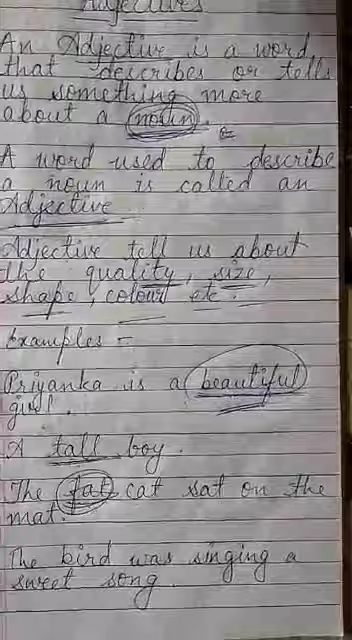 Adjectives
An Adjective is a word
that describes or tells
us something more
about a noun.
A word used to describe
a noun is called an
Adjective
Adjective tell us about
the quality, size,
shape, colour etc.
Examples -
Priyanka is a beautiful
girl.
A tall boy.
The fat cat sat on the
mat.
The bird was singing a
sweet song.